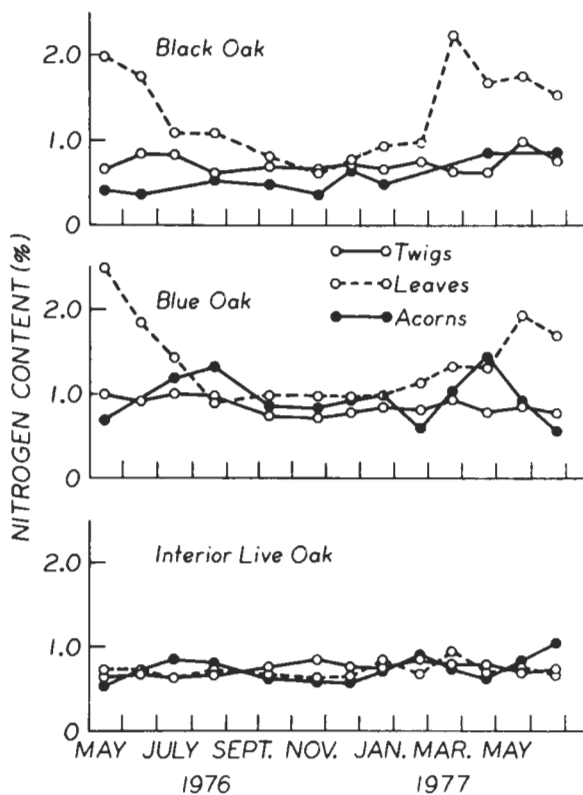 Black Oak
2.0
1.0
0
Twigs
Leaves
Acorns
Blue Oak
2.0
1.0
0
NITROGEN CONTENT (%)
Interior Live Oak
2.0
1.0
0
MAY JULY SEPT. NOV. JAN. MAR. MAY
1976 1977